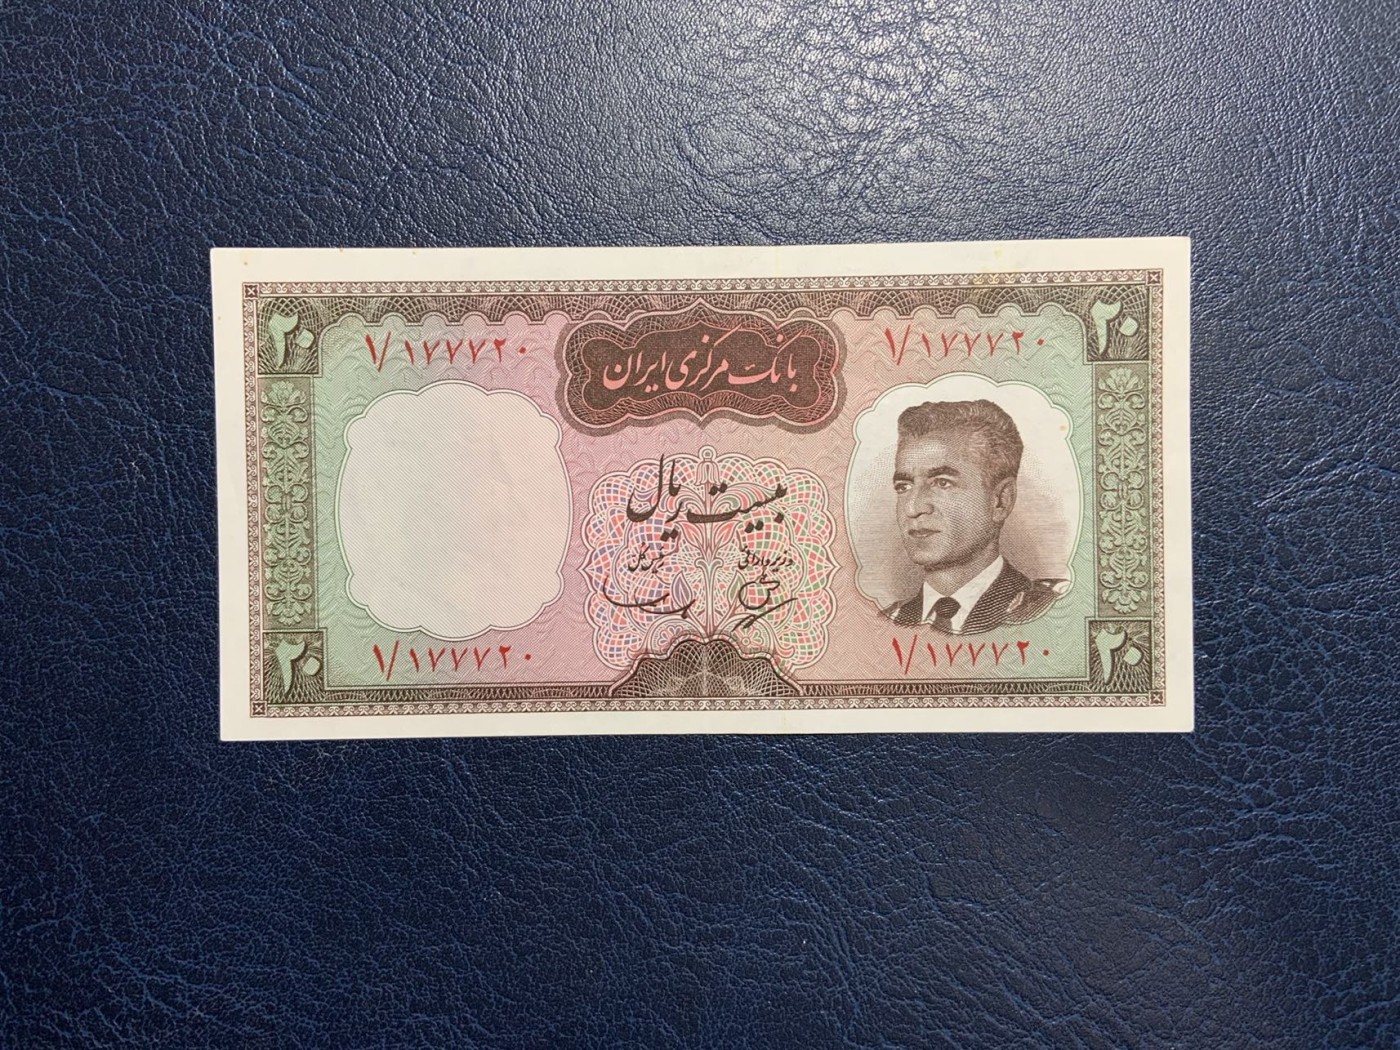 ۲۰
۱/۱۷۷۷۲۰
بانک مرکزی ایران
۱/۱۷۷۷۲۰
۲۰
بیست ریال
وزیر دارائی
رئیس کل
۲۰
۱/۱۷۷۷۲۰
۱/۱۷۷۷۲۰
۲۰